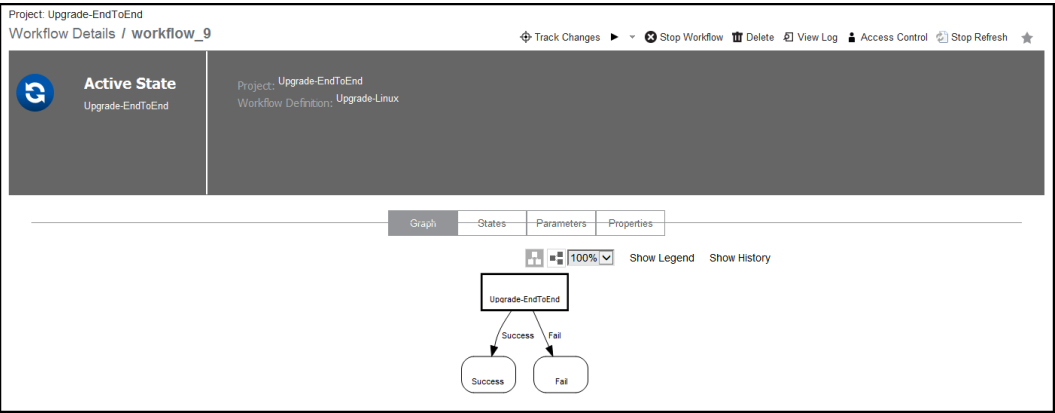 Project: Upgrade-EndToEnd
Workflow Details / workflow_9
Track Changes Stop Workflow Delete View Log Access Control Stop Refresh
Active State
Upgrade-EndToEnd
Project: Upgrade-EndToEnd
Workflow Definition: Upgrade-Linux
Graph States Parameters Properties
100% Show Legend Show History
Upgrade-EndToEnd
Success Fail
Success Fail